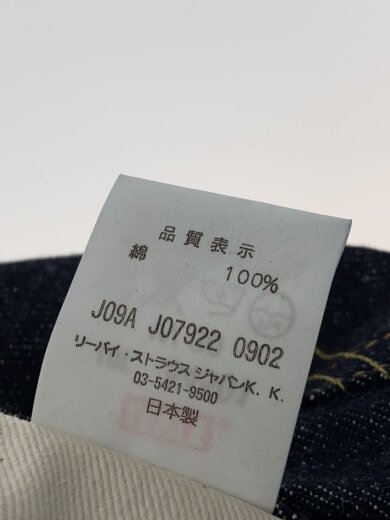 品質表示
綿 100%
J09A J07922 0902
リーバイ・ストラウス ジャパンK. K.
03-5421-9500
日本製